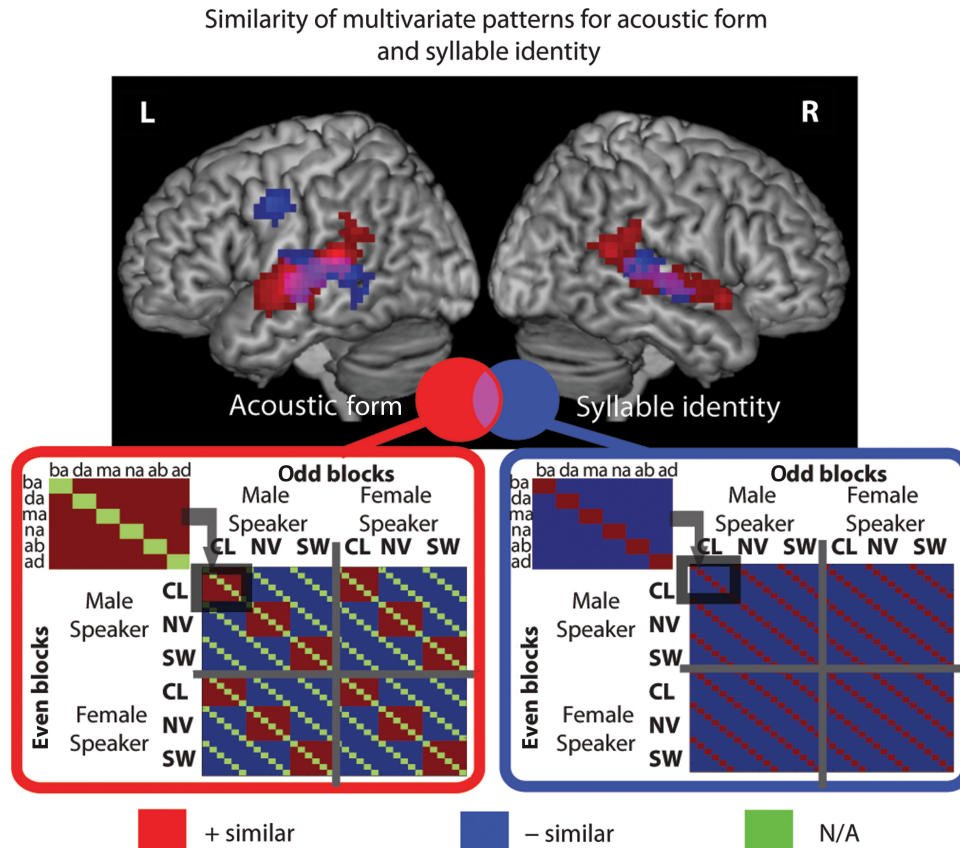 Similarity of multivariate patterns for acoustic form
and syllable identity
L
R
Acoustic form
Syllable identity
ba da ma na ab ad
ba
da
ma
na
ab
ad
Odd blocks
Male
Speaker
Female
Speaker
CL NV SW CL NV SW
Even blocks
Male
Speaker
CL
NV
SW
Female
Speaker
CL
NV
SW
ba da ma na ab ad
ba
da
ma
na
ab
ad
Odd blocks
Male
Speaker
Female
Speaker
CL NV SW CL NV SW
Even blocks
Male
Speaker
CL
NV
SW
Female
Speaker
CL
NV
SW
+ similar
− similar
N/A